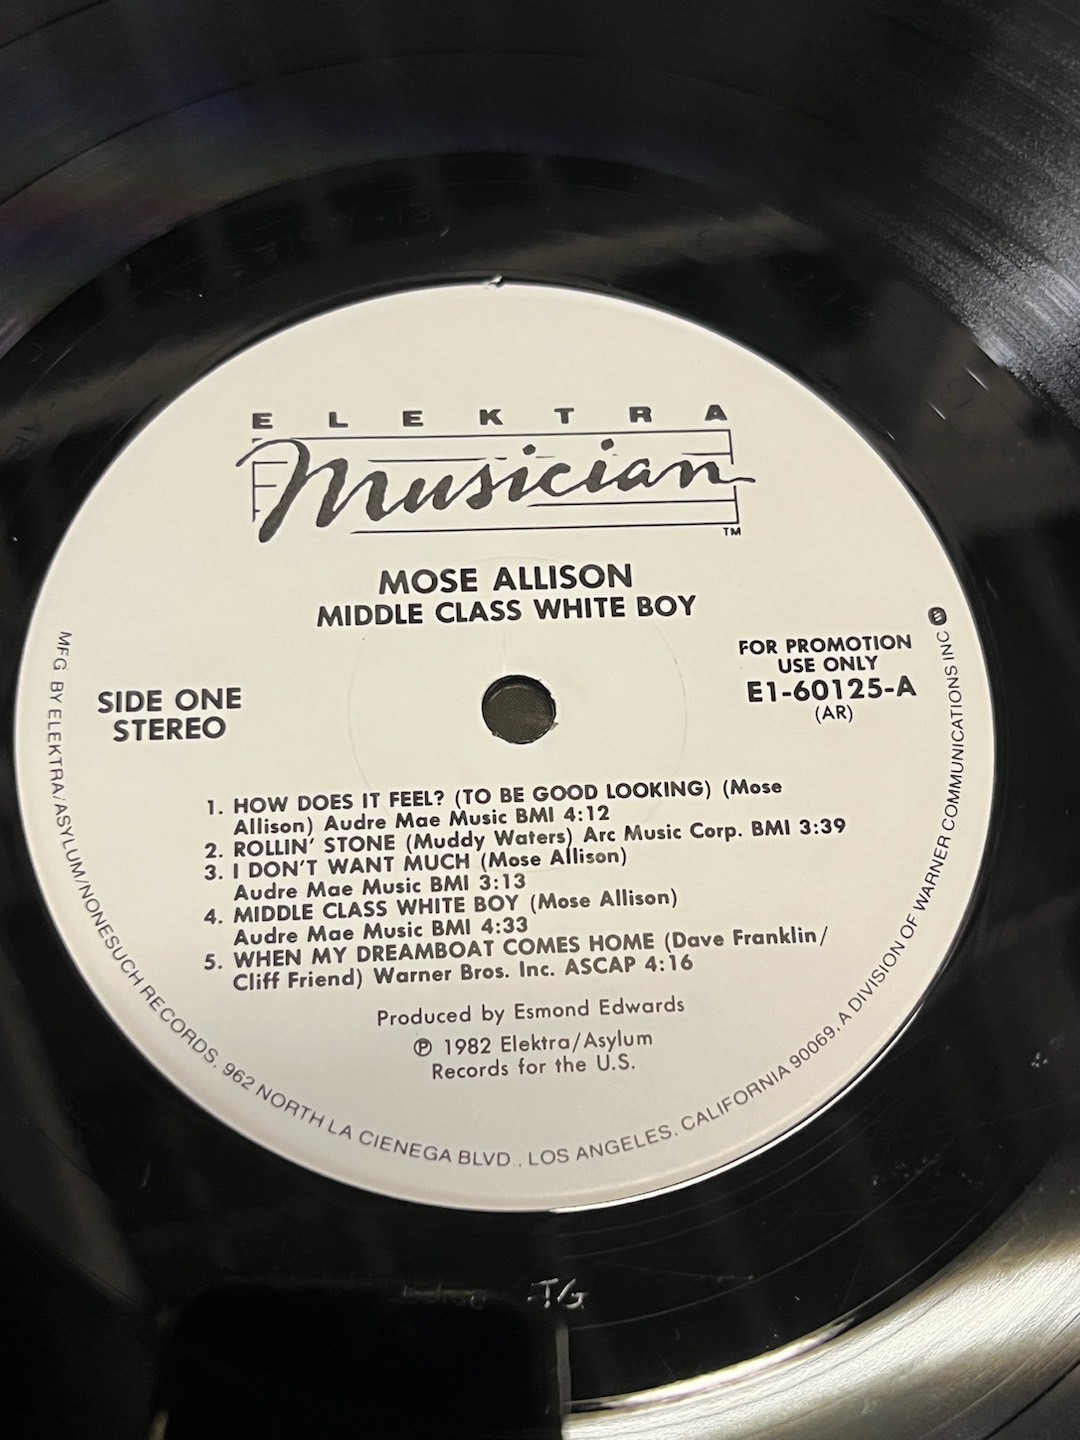 ELEKTRA
Musician
TM
MOSE ALLISON
MIDDLE CLASS WHITE BOY
FOR PROMOTION
USE ONLY
E1-60125-A
(AR)
SIDE ONE
STEREO
1. HOW DOES IT FEEL? (TO BE GOOD LOOKING) (Mose
Allison) Audre Mae Music BMI 4:12
2. ROLLIN' STONE (Muddy Waters) Arc Music Corp. BMI 3:39
3. I DON'T WANT MUCH (Mose Allison)
Audre Mae Music BMI 3:13
4. MIDDLE CLASS WHITE BOY (Mose Allison)
Audre Mae Music BMI 4:33
5. WHEN MY DREAMBOAT COMES HOME (Dave Franklin/
Cliff Friend) Warner Bros. Inc. ASCAP 4:16
Produced by Esmond Edwards
℗ 1982 Elektra/Asylum
Records for the U.S.
MFG BY ELEKTRA/ASYLUM/NONESUCH RECORDS, 962 NORTH LA CIENEGA BLVD., LOS ANGELES, CALIFORNIA 90069, A DIVISION OF WARNER COMMUNICATIONS INC
TG